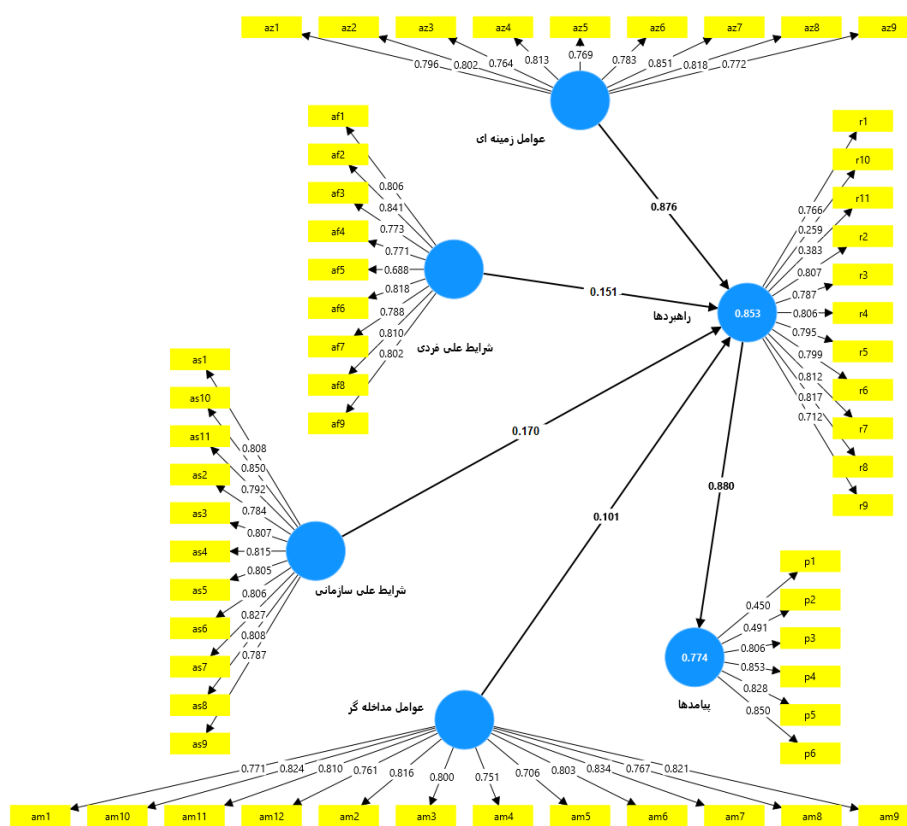 az1 az2 az3 az4 az5 az6 az7 az8 az9
0.796 0.802 0.764 0.813 0.769 0.783 0.851 0.818 0.772
عوامل زمینه ای
0.876
af1
af2
af3
af4
af5
af6
af7
af8
af9
0.806
0.841
0.773
0.771
0.688
0.818
0.788
0.810
0.802
شرایط علی فردی
0.151
r1
r10
r11
r2
r3
r4
r5
r6
r7
r8
r9
0.766
0.259
0.383
0.807
0.787
0.806
0.795
0.799
0.812
0.817
0.712
0.853
راهبردها
as1
as10
as11
as2
as3
as4
as5
as6
as7
as8
as9
0.808
0.850
0.792
0.784
0.807
0.815
0.805
0.806
0.827
0.808
0.787
شرایط علی سازمانی
0.170
0.101
0.880
p1
p2
p3
p4
p5
p6
0.450
0.491
0.806
0.853
0.828
0.850
0.774
پیامدها
عوامل مداخله گر
0.771 0.824 0.810 0.761 0.816 0.800 0.751 0.706 0.803 0.834 0.767 0.821
am1 am10 am11 am12 am2 am3 am4 am5 am6 am7 am8 am9